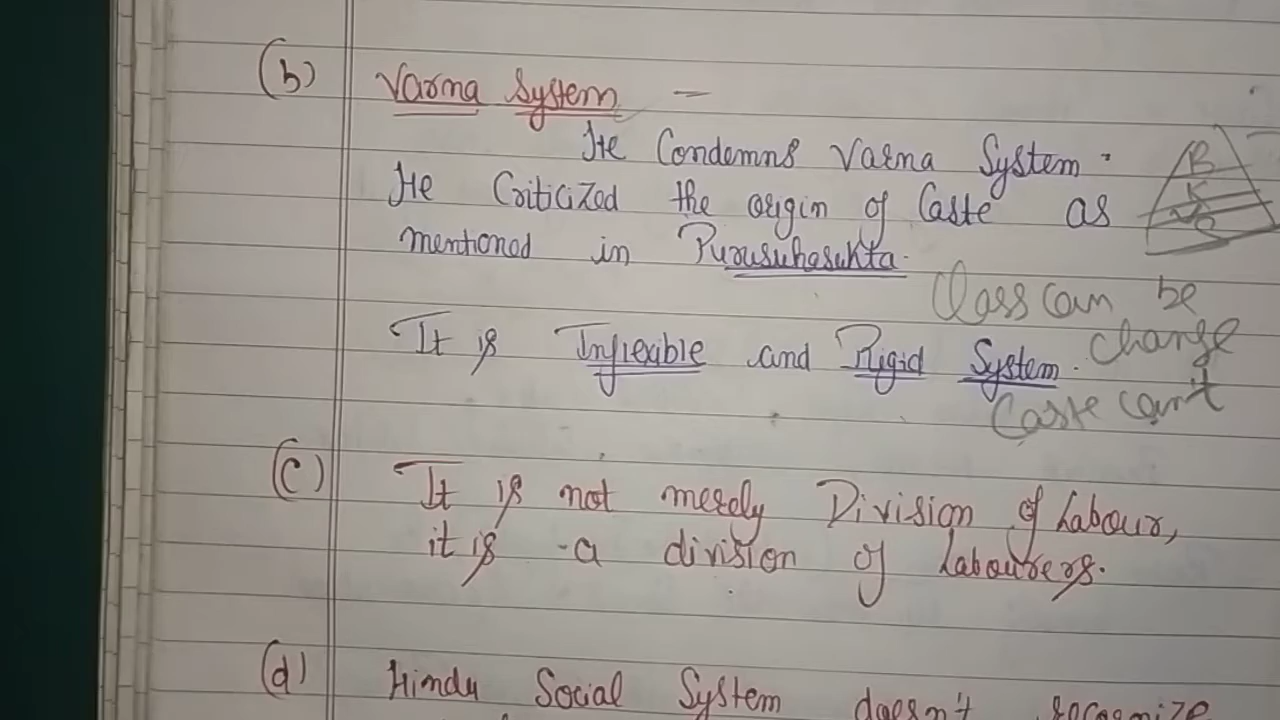 (b) Varna System –
He Condemns Varna System.
He Criticized the origin of Caste as
mentioned in Purusuhasukta.
Class can be
change
It is Inflexible and Rigid System.
Caste can't
(c) It is not merely Division of Labour,
it is a division of Labourers.
(d) Hindu Social System doesn't recognize
B
K